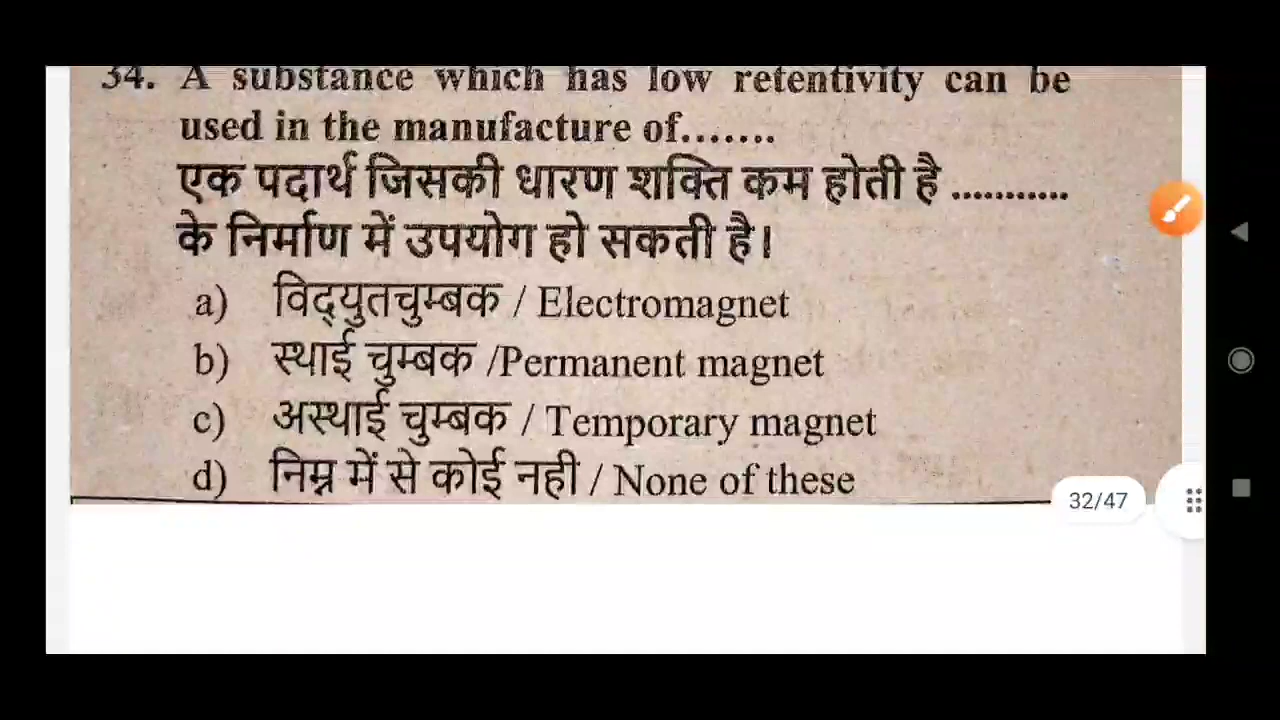 34. A substance which has low retentivity can be
used in the manufacture of.......
एक पदार्थ जिसकी धारण शक्ति कम होती है ...........
के निर्माण में उपयोग हो सकती है।
a) विद्युतचुम्बक / Electromagnet
b) स्थाई चुम्बक /Permanent magnet
c) अस्थाई चुम्बक / Temporary magnet
d) निम्न में से कोई नही / None of these
32/47